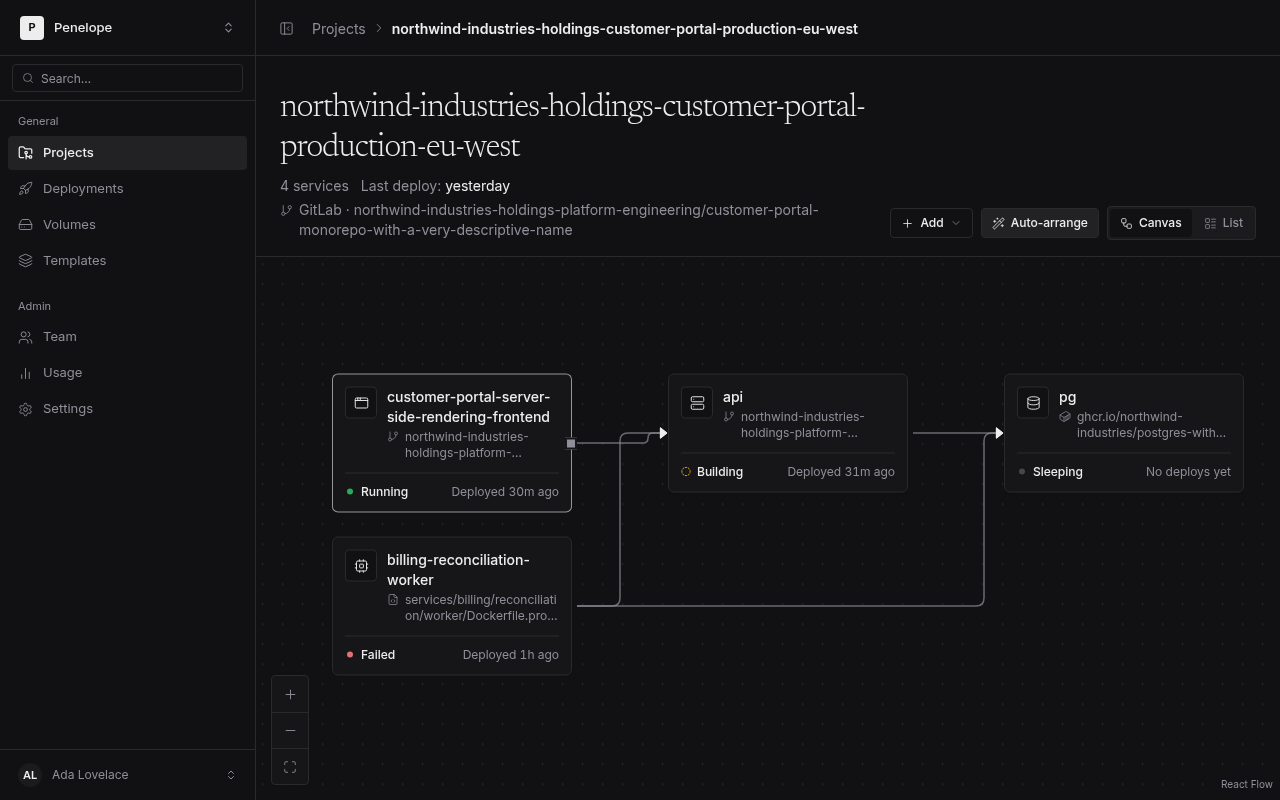 P
Penelope
Search...
General
Projects
Deployments
Volumes
Templates
Admin
Team
Usage
Settings
AL
Ada Lovelace
Projects
northwind-industries-holdings-customer-portal-production-eu-west
northwind-industries-holdings-customer-portal-
production-eu-west
4 services Last deploy: yesterday
GitLab · northwind-industries-holdings-platform-engineering/customer-portal-
monorepo-with-a-very-descriptive-name
Add
Auto-arrange
Canvas
List
customer-portal-server-
side-rendering-frontend
northwind-industries-
holdings-platform-...
Running
Deployed 30m ago
api
northwind-industries-
holdings-platform-...
Building
Deployed 31m ago
pg
ghcr.io/northwind-
industries/postgres-with...
Sleeping
No deploys yet
billing-reconciliation-
worker
services/billing/reconciliati
on/worker/Dockerfile.pro...
Failed
Deployed 1h ago
React Flow